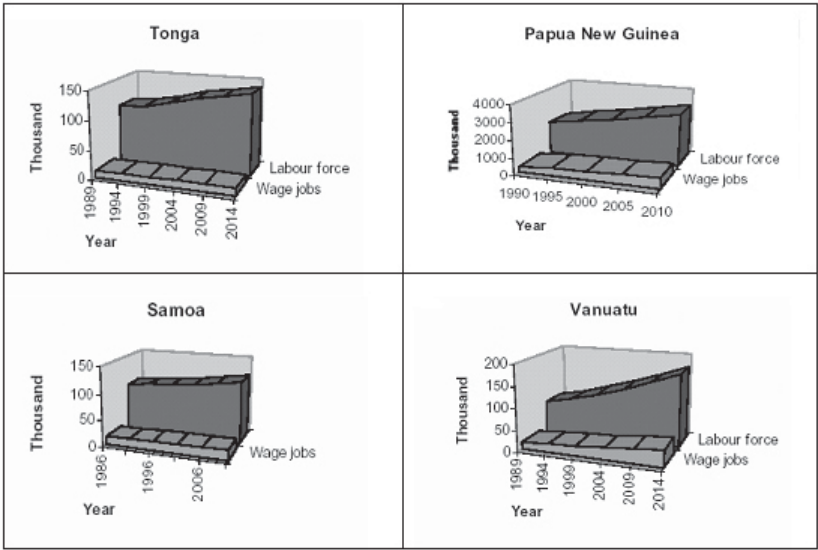 Tonga
150
100
50
0
Thousand
Labour force
Wage jobs
1989
1994
1999
2004
2009
2014
Year
Papua New Guinea
4000
3000
2000
1000
0
Thousand
Labour force
Wage jobs
1990
1995
2000
2005
2010
Year
Samoa
150
100
50
0
Thousand
Wage jobs
1986
1996
2006
Year
Vanuatu
200
150
100
50
0
Thousand
Labour force
Wage jobs
1989
1994
1999
2004
2009
2014
Year